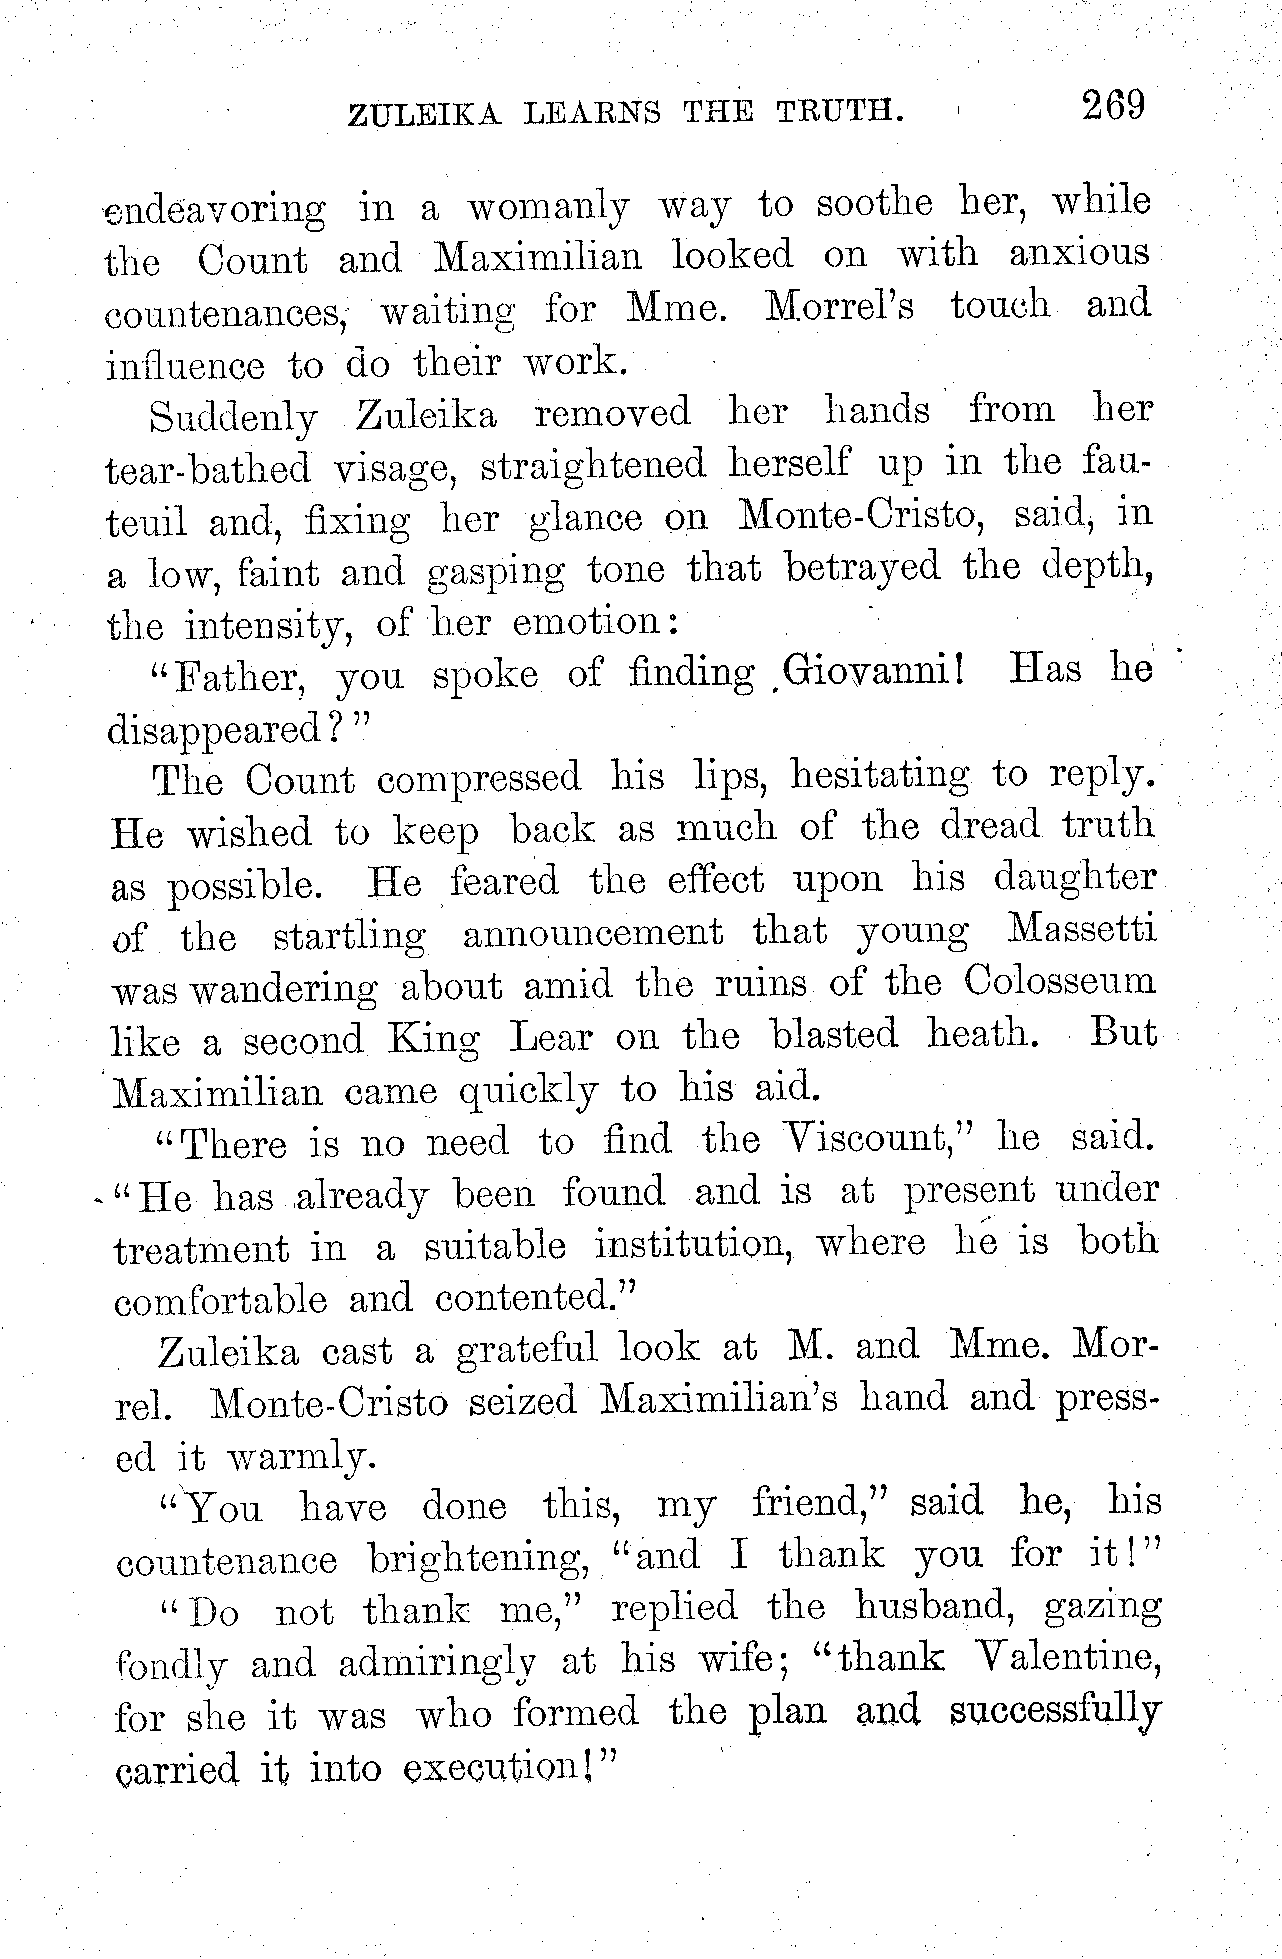 ZULEIKA LEARNS THE TRUTH. 269
endeavoring in a womanly way to soothe her, while
the Count and Maximilian looked on with anxious
countenances, waiting for Mme. Morrel's touch and
influence to do their work.
Suddenly Zuleika removed her hands from her
tear-bathed visage, straightened herself up in the fau-
teuil and, fixing her glance on Monte-Cristo, said, in
a low, faint and gasping tone that betrayed the depth,
the intensity, of her emotion:
"Father, you spoke of finding Giovanni! Has he
disappeared?"
The Count compressed his lips, hesitating to reply.
He wished to keep back as much of the dread truth
as possible. He feared the effect upon his daughter
of the startling announcement that young Massetti
was wandering about amid the ruins of the Colosseum
like a second King Lear on the blasted heath. But
Maximilian came quickly to his aid.
"There is no need to find the Viscount," he said.
"He has already been found and is at present under
treatment in a suitable institution, where he is both
comfortable and contented."
Zuleika cast a grateful look at M. and Mme. Mor-
rel. Monte-Cristo seized Maximilian's hand and press-
ed it warmly.
"You have done this, my friend," said he, his
countenance brightening, "and I thank you for it!"
"Do not thank me," replied the husband, gazing
fondly and admiringly at his wife; "thank Valentine,
for she it was who formed the plan and successfully
carried it into execution!"